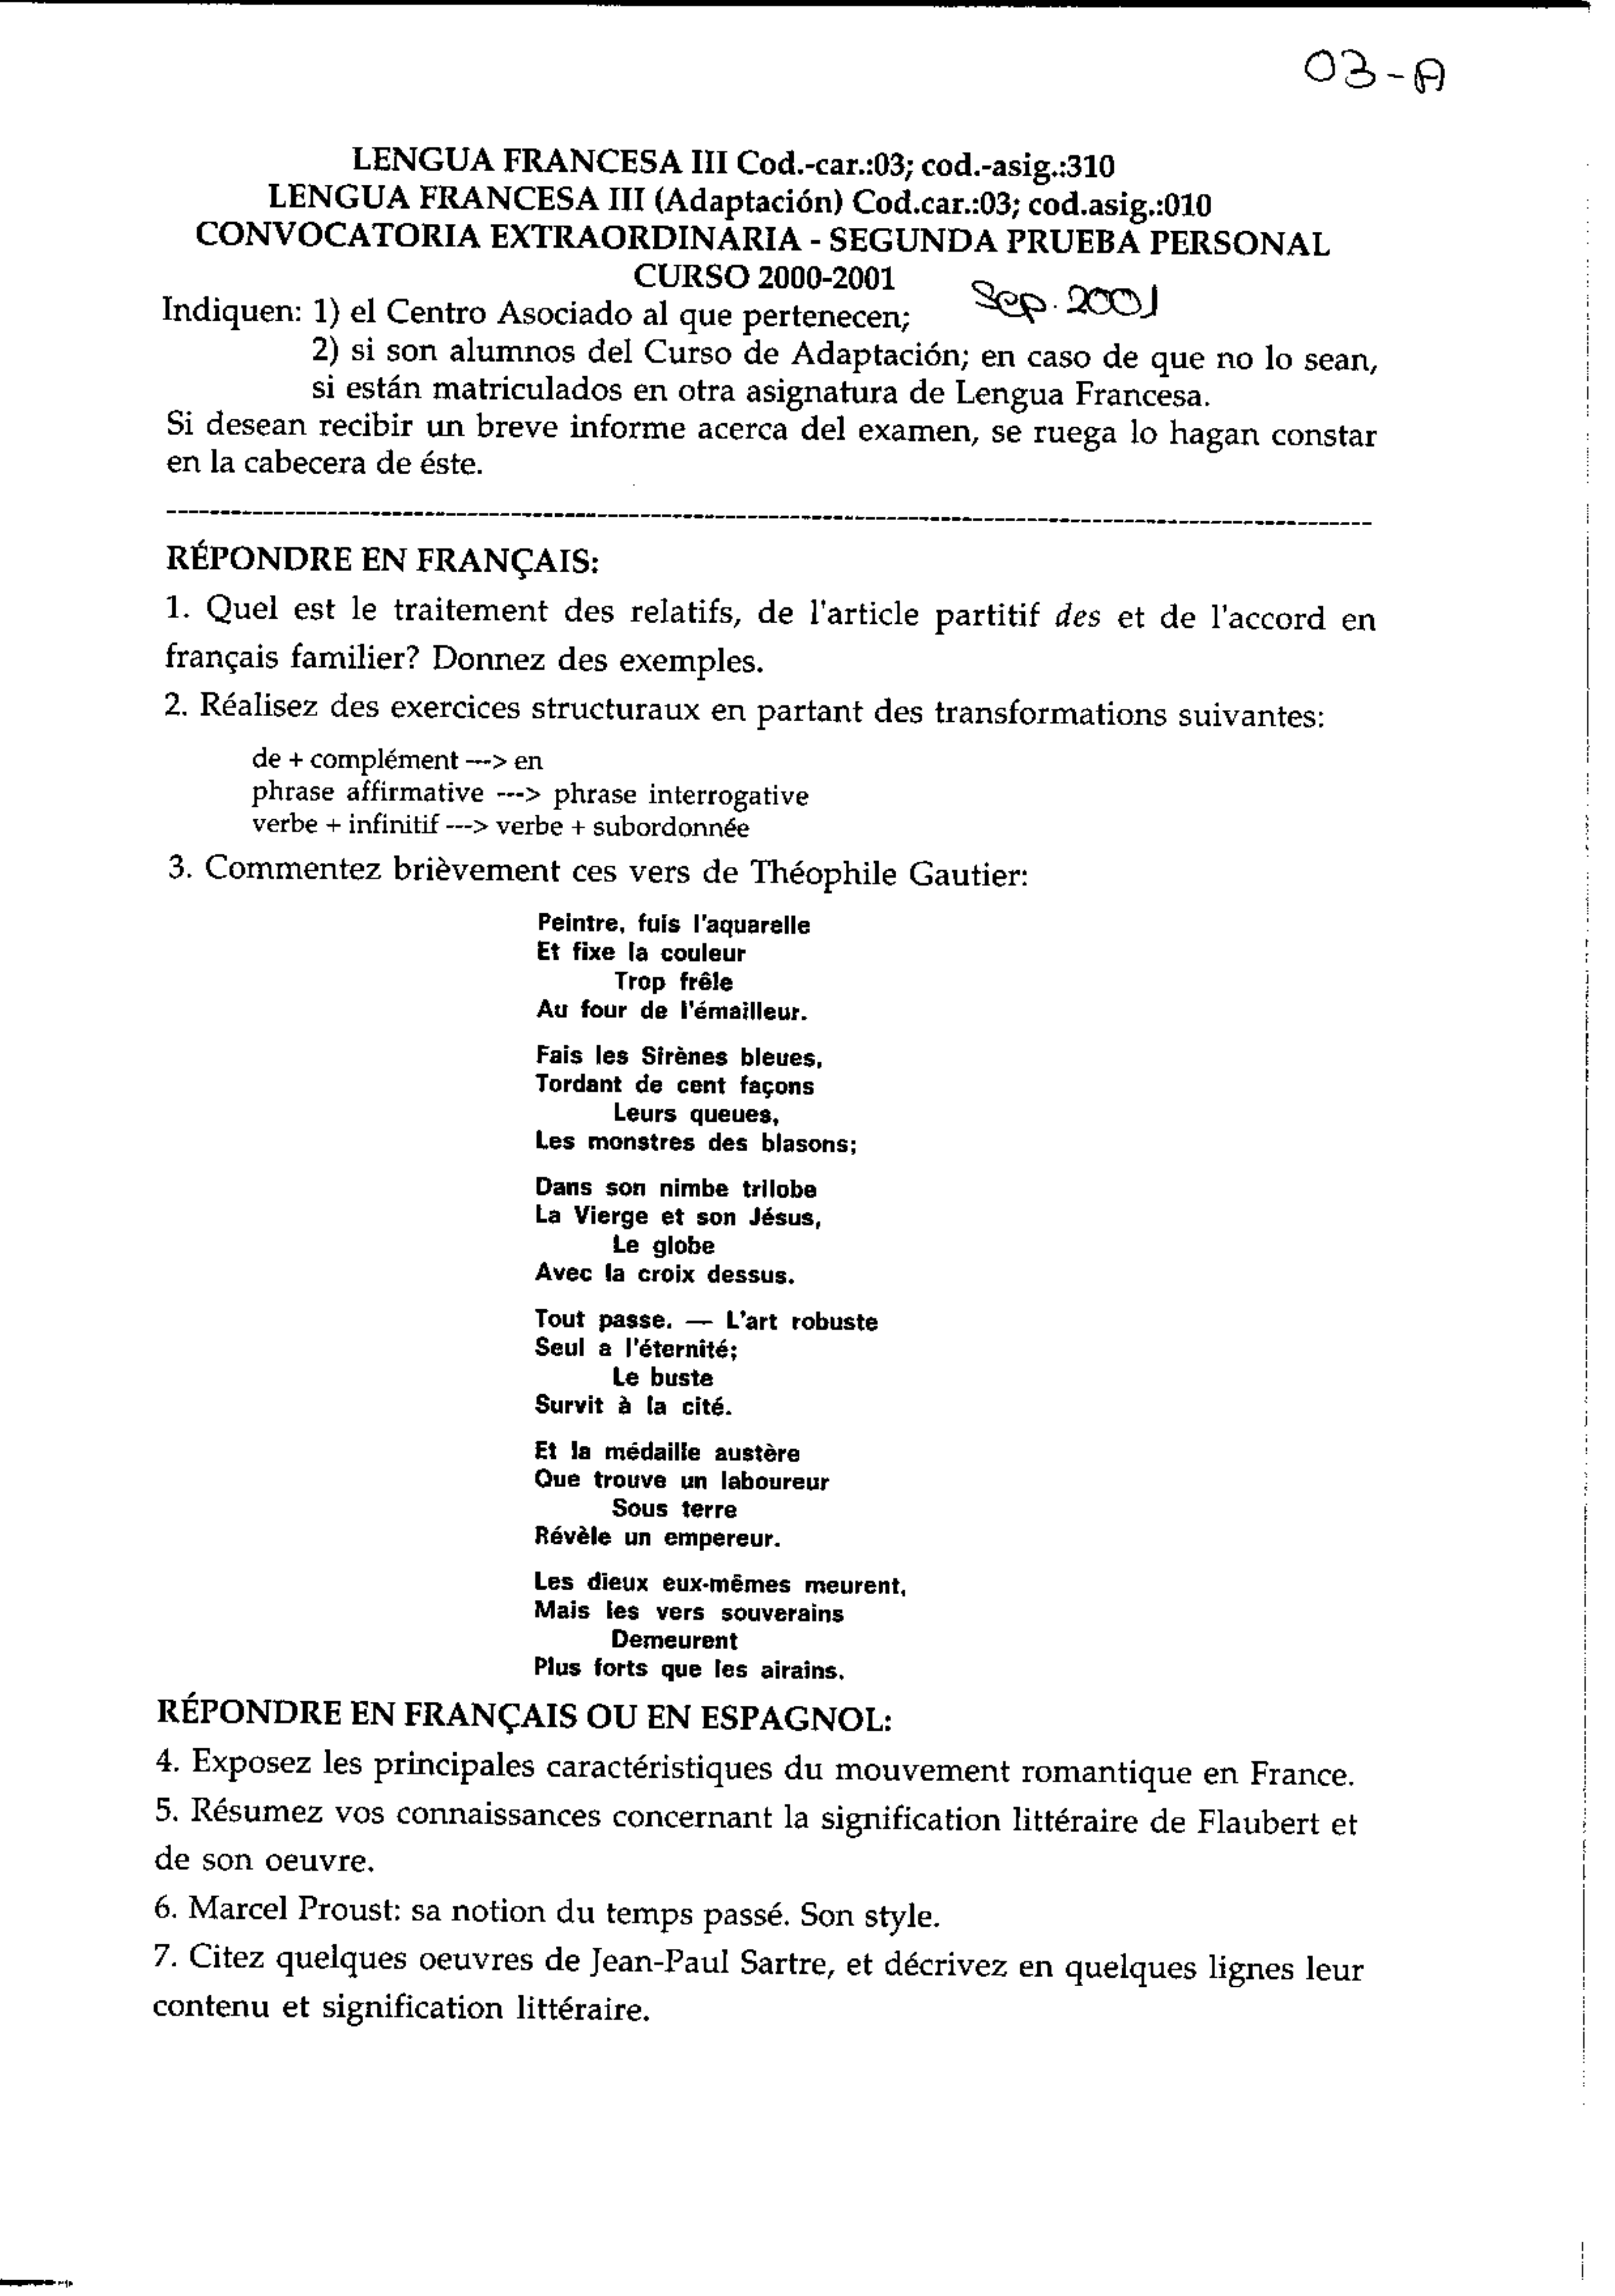 03-A
LENGUA FRANCESA III Cod.-car.:03; cod.-asig.:310
LENGUA FRANCESA III (Adaptación) Cod.car.:03; cod.asig.:010
CONVOCATORIA EXTRAORDINARIA - SEGUNDA PRUEBA PERSONAL
CURSO 2000-2001
Sep. 2001
Indiquen: 1) el Centro Asociado al que pertenecen;
2) si son alumnos del Curso de Adaptación; en caso de que no lo sean,
si están matriculados en otra asignatura de Lengua Francesa.
Si desean recibir un breve informe acerca del examen, se ruega lo hagan constar
en la cabecera de éste.
RÉPONDRE EN FRANÇAIS:
1. Quel est le traitement des relatifs, de l'article partitif des et de l'accord en
français familier? Donnez des exemples.
2. Réalisez des exercices structuraux en partant des transformations suivantes:
de + complément ---> en
phrase affirmative ---> phrase interrogative
verbe + infinitif ---> verbe + subordonnée
3. Commentez brièvement ces vers de Théophile Gautier:
Peintre, fuis l'aquarelle
Et fixe la couleur
Trop frêle
Au four de l'émailleur.
Fais les Sirènes bleues,
Tordant de cent façons
Leurs queues,
Les monstres des blasons;
Dans son nimbe trilobe
La Vierge et son Jésus,
Le globe
Avec la croix dessus.
Tout passe. — L'art robuste
Seul a l'éternité;
Le buste
Survit à la cité.
Et la médaille austère
Que trouve un laboureur
Sous terre
Révèle un empereur.
Les dieux eux-mêmes meurent,
Mais les vers souverains
Demeurent
Plus forts que les airains.
RÉPONDRE EN FRANÇAIS OU EN ESPAGNOL:
4. Exposez les principales caractéristiques du mouvement romantique en France.
5. Résumez vos connaissances concernant la signification littéraire de Flaubert et
de son oeuvre.
6. Marcel Proust: sa notion du temps passé. Son style.
7. Citez quelques oeuvres de Jean-Paul Sartre, et décrivez en quelques lignes leur
contenu et signification littéraire.